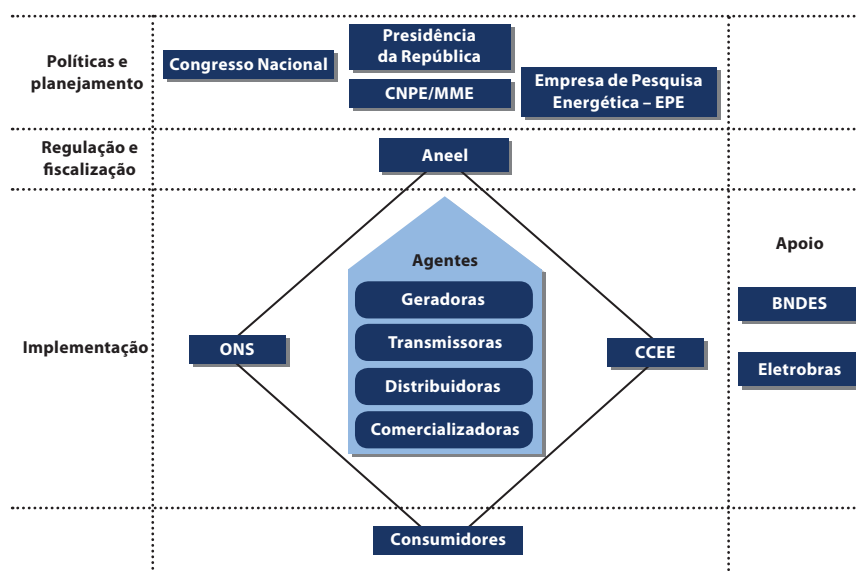 Políticas e
planejamento
Congresso Nacional
Presidência
da República
CNPE/MME
Empresa de Pesquisa
Energética – EPE
Regulação e
fiscalização
Aneel
Implementação
ONS
Agentes
Geradoras
Transmissoras
Distribuidoras
Comercializadoras
CCEE
Apoio
BNDES
Eletrobras
Consumidores